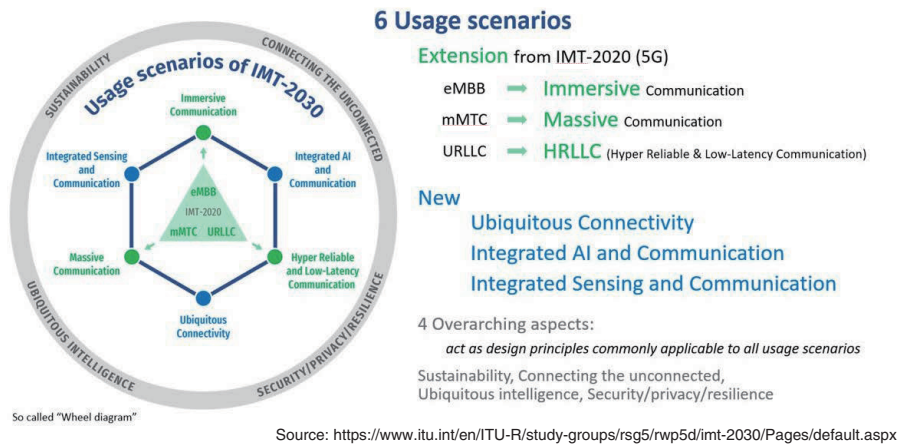 6 Usage scenarios
Extension from IMT-2020 (5G)
eMBB → Immersive Communication
mMTC → Massive Communication
URLLC → HRLLC (Hyper Reliable & Low-Latency Communication)
New
Ubiquitous Connectivity
Integrated AI and Communication
Integrated Sensing and Communication
4 Overarching aspects:
act as design principles commonly applicable to all usage scenarios
Sustainability, Connecting the unconnected,
Ubiquitous intelligence, Security/privacy/resilience
SUSTAINABILITY
CONNECTING THE UNCONNECTED
UBIQUITOUS INTELLIGENCE
SECURITY/PRIVACY/RESILIENCE
Usage scenarios of IMT-2030
Immersive
Communication
Integrated Sensing
and
Communication
Integrated AI
and
Communication
eMBB
IMT-2020
mMTC URLLC
Massive
Communication
Hyper Reliable
and Low-Latency
Communication
Ubiquitous
Connectivity
So called "Wheel diagram"
Source: https://www.itu.int/en/ITU-R/study-groups/rsg5/rwp5d/imt-2030/Pages/default.aspx